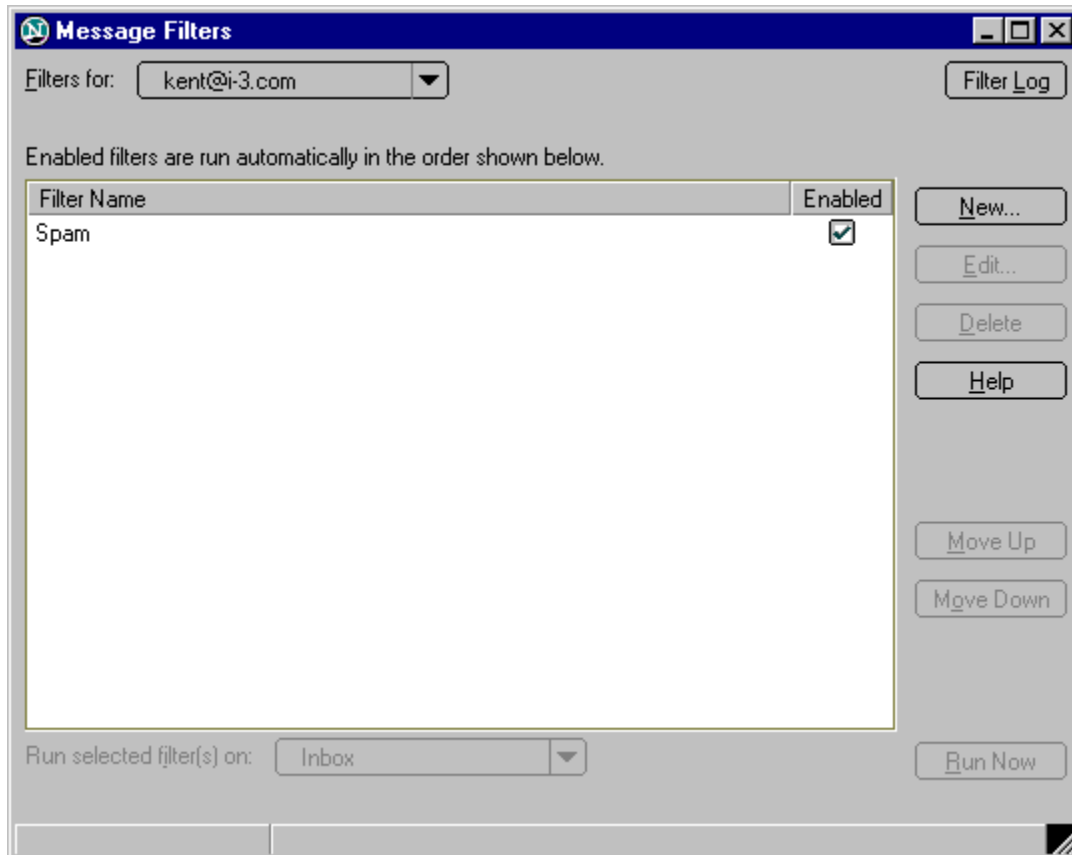 Message Filters
Filters for: kent@i-3.com Filter Log
Enabled filters are run automatically in the order shown below.
Filter Name Enabled
Spam
New...
Edit...
Delete
Help
Move Up
Move Down
Run selected filter(s) on: Inbox Run Now